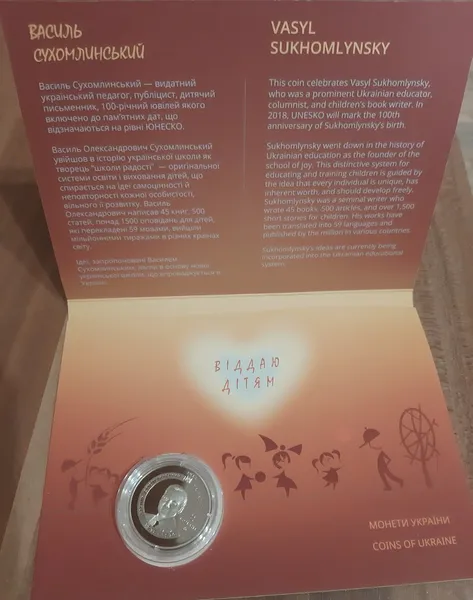 ВАСИЛЬ
СУХОМЛИНСЬКИЙ
Василь Сухомлинський — видатний
український педагог, публіцист, дитячий
письменник, 100-річний ювілей якого
включено до пам'ятних дат, що
відзначаються на рівні ЮНЕСКО.
Василь Олександрович Сухомлинський
увійшов в історію української школи як
творець "школи радості" — оригінальної
системи освіти і виховання дітей, що
спирається на ідеї самоцінності й
неповторності кожної особистості,
вільного її розвитку. Василь
Олександрович написав 45 книг, 500
статей, понад 1500 оповідань для дітей,
які перекладені 59 мовами, вийшли
мільйонними тиражами в різних країнах
світу.
Ідеї, запропоновані Василем
України.
VASYL
SUKHOMLYNSKY
This coin celebrates Vasyl Sukhomlynsky,
who was a prominent Ukrainian educator,
columnist, and children's book writer. In
2018, UNESKO will mark the 100th
anniversary of Sukhomlynsky's birth.
Sukhomlynsky went down in the history of
Ukrainian education as the founder of the
school of joy. This distinctive system for
educating and training children is guided by
the idea that every individual is unique, has
inherent worth, and should develop freely.
Sukhomlynsky was a seminal writer who
wrote 45 books, 500 articles, and over 1,500
short stories for children. His works have
been translated into 59 languages and
published by the million in various countries.
Sukhomlynsky's ideas are currently being
incorporated into the Ukrainian educational
system.
ВІДДАЮ
ДІТЯМ
МОНЕТИ УКРАЇНИ
COINS OF UKRAINE